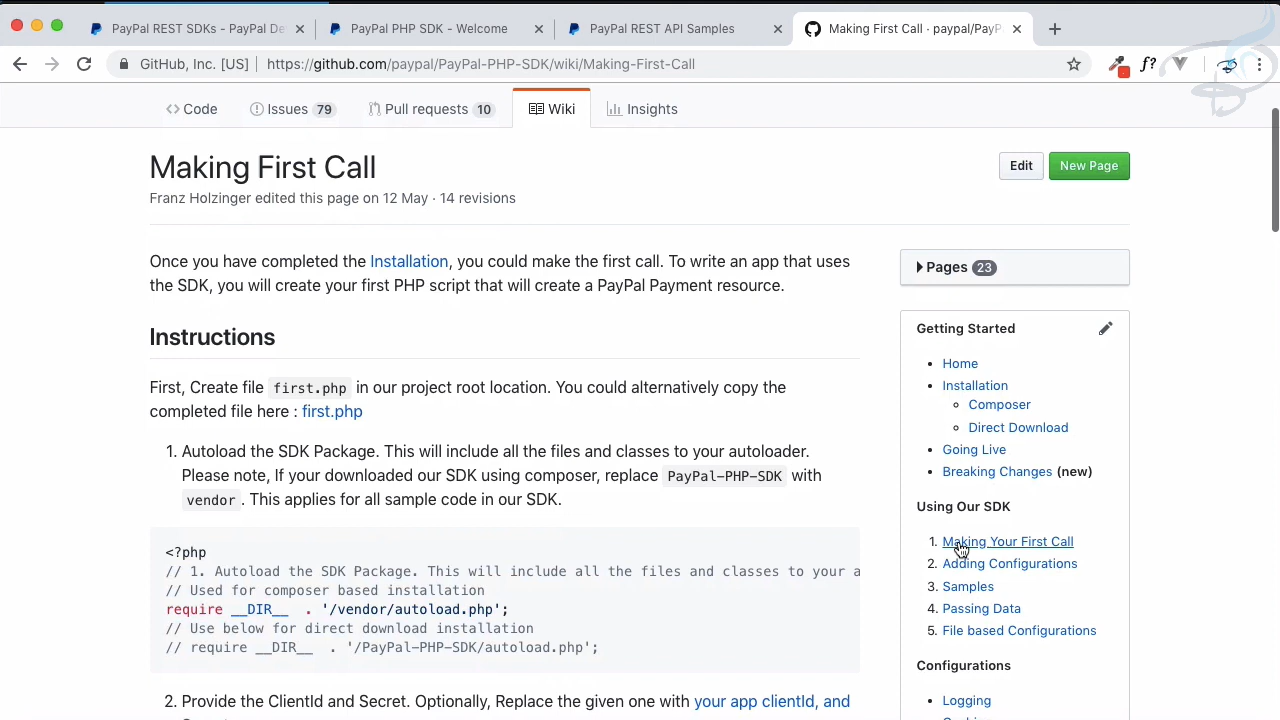 PayPal REST SDKs - PayPal De
PayPal PHP SDK - Welcome
PayPal REST API Samples
Making First Call · paypal/PayP
GitHub, Inc. [US] https://github.com/paypal/PayPal-PHP-SDK/wiki/Making-First-Call
f?
Code Issues 79 Pull requests 10 Wiki Insights
Making First Call
Edit New Page
Franz Holzinger edited this page on 12 May · 14 revisions
Once you have completed the Installation, you could make the first call. To write an app that uses
the SDK, you will create your first PHP script that will create a PayPal Payment resource.
Instructions
First, Create file first.php in our project root location. You could alternatively copy the
completed file here : first.php
1. Autoload the SDK Package. This will include all the files and classes to your autoloader.
Please note, If your downloaded our SDK using composer, replace PayPal-PHP-SDK with
vendor . This applies for all sample code in our SDK.
<?php
// 1. Autoload the SDK Package. This will include all the files and classes to your a
// Used for composer based installation
require __DIR__  . '/vendor/autoload.php';
// Use below for direct download installation
// require __DIR__  . '/PayPal-PHP-SDK/autoload.php';
2. Provide the ClientId and Secret. Optionally, Replace the given one with your app clientId, and
Pages 23
Getting Started
• Home
• Installation
Composer
Direct Download
• Going Live
• Breaking Changes (new)
Using Our SDK
1. Making Your First Call
2. Adding Configurations
3. Samples
4. Passing Data
5. File based Configurations
Configurations
• Logging